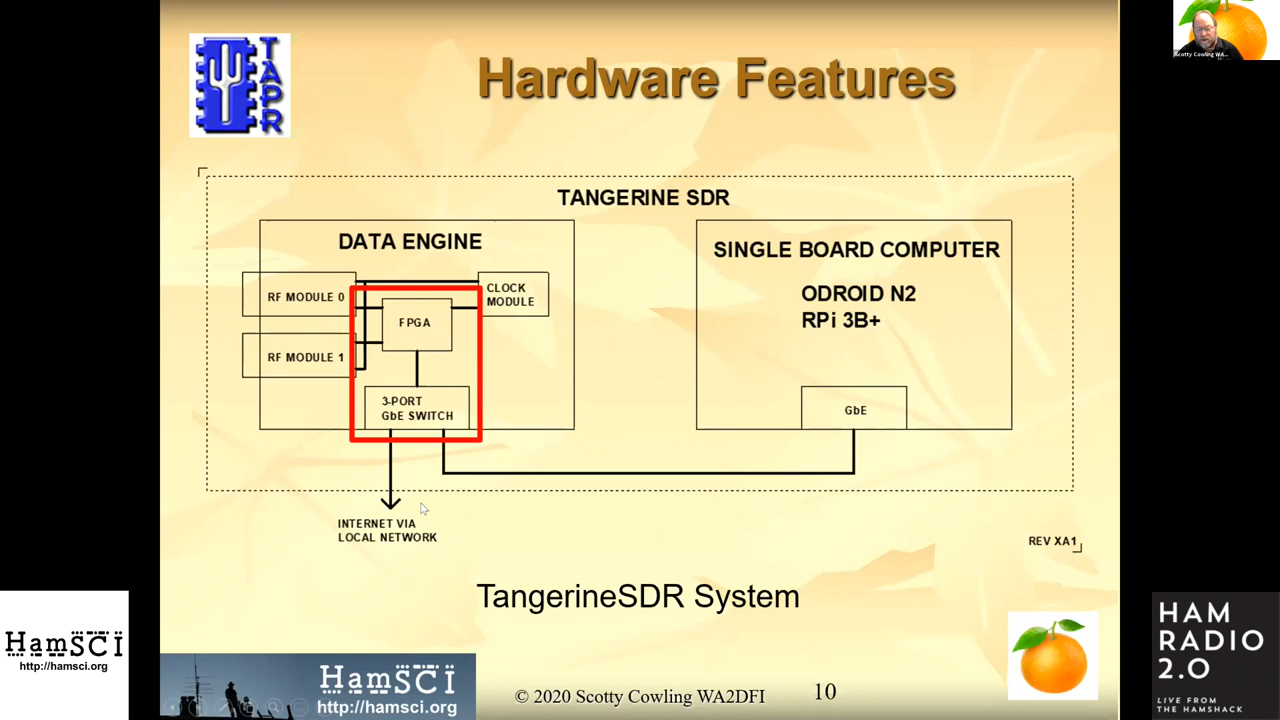 TAPR
Hardware Features
Scotty Cowling WA...
TANGERINE SDR
DATA ENGINE
RF MODULE 0
RF MODULE 1
FPGA
CLOCK
MODULE
3-PORT
GbE SWITCH
SINGLE BOARD COMPUTER
ODROID N2
RPi 3B+
GbE
INTERNET VIA
LOCAL NETWORK
REV XA1
TangerineSDR System
HamSCI
http://hamsci.org
HamSCI
http://hamsci.org
© 2020 Scotty Cowling WA2DFI
10
HAM
RADIO
2.0
LIVE FROM
THE HAMSHACK